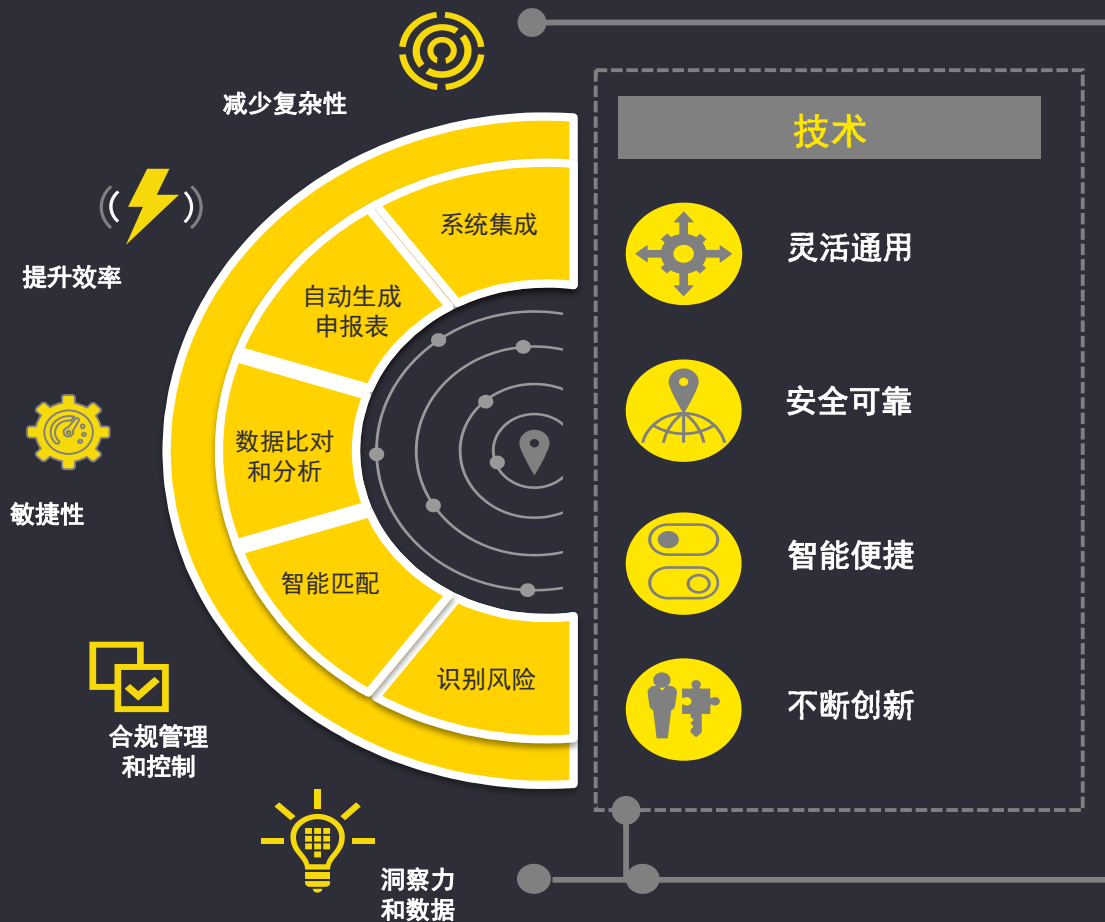 减少复杂性
提升效率
敏捷性
合规管理
和控制
洞察力
和数据
系统集成
自动生成
申报表
数据比对
和分析
智能匹配
识别风险
技术
灵活通用
安全可靠
智能便捷
不断创新